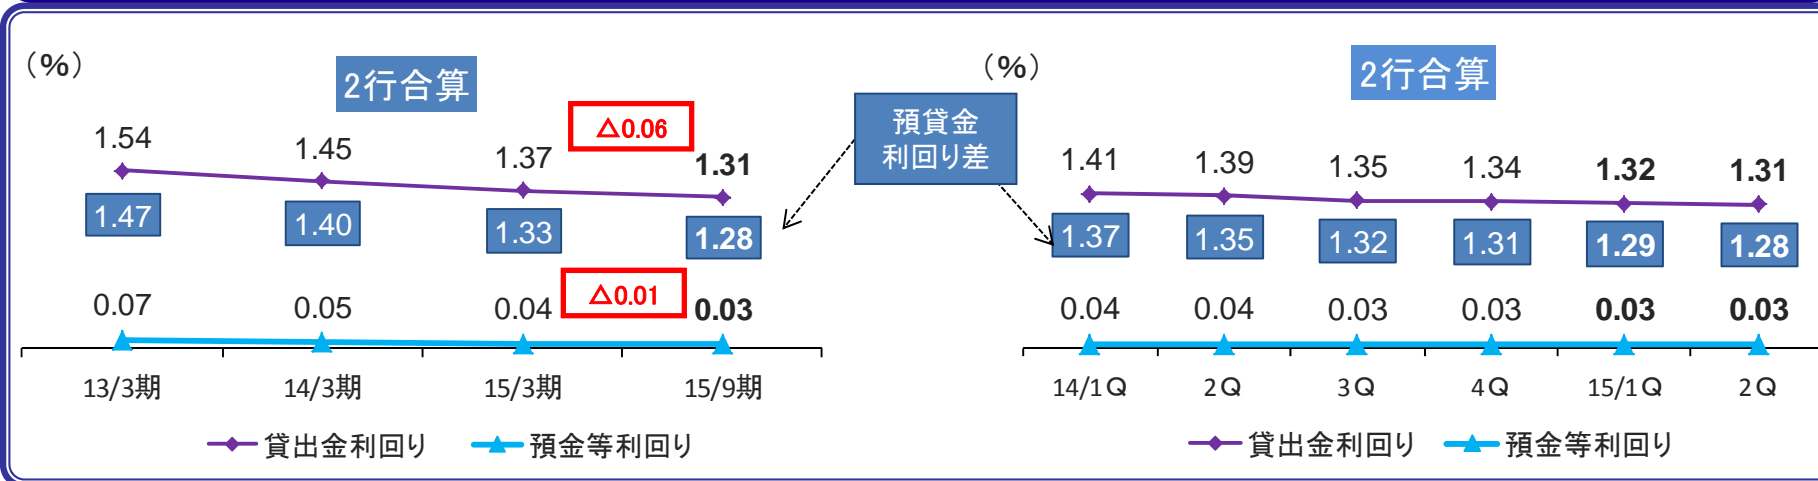 （%）
2行合算
△0.06
1.54
1.45
1.37
1.31
1.47
1.40
1.33
1.28
△0.01
0.07
0.05
0.04
0.03
13/3期
14/3期
15/3期
15/9期
貸出金利回り
預金等利回り
預貸金
利回り差
（%）
2行合算
1.41
1.39
1.35
1.34
1.32
1.31
1.37
1.35
1.32
1.31
1.29
1.28
0.04
0.04
0.03
0.03
0.03
0.03
14/1Ｑ
2Ｑ
3Ｑ
4Ｑ
15/1Ｑ
2Ｑ
貸出金利回り
預金等利回り